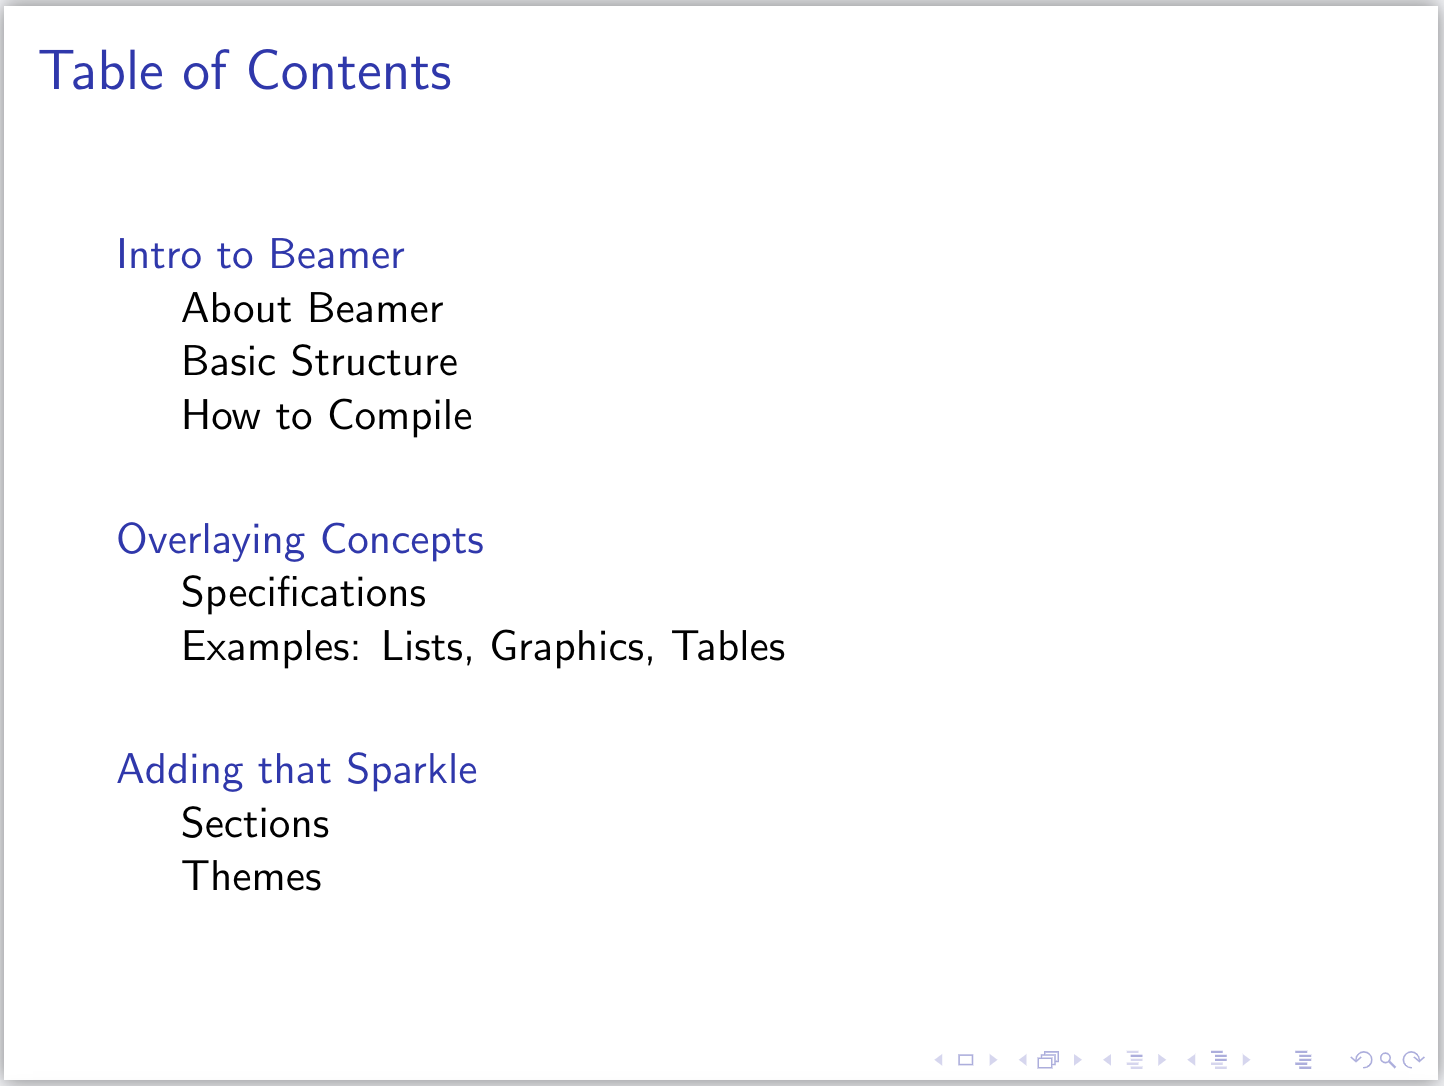 Table of Contents
Intro to Beamer
About Beamer
Basic Structure
How to Compile
Overlaying Concepts
Specifications
Examples: Lists, Graphics, Tables
Adding that Sparkle
Sections
Themes